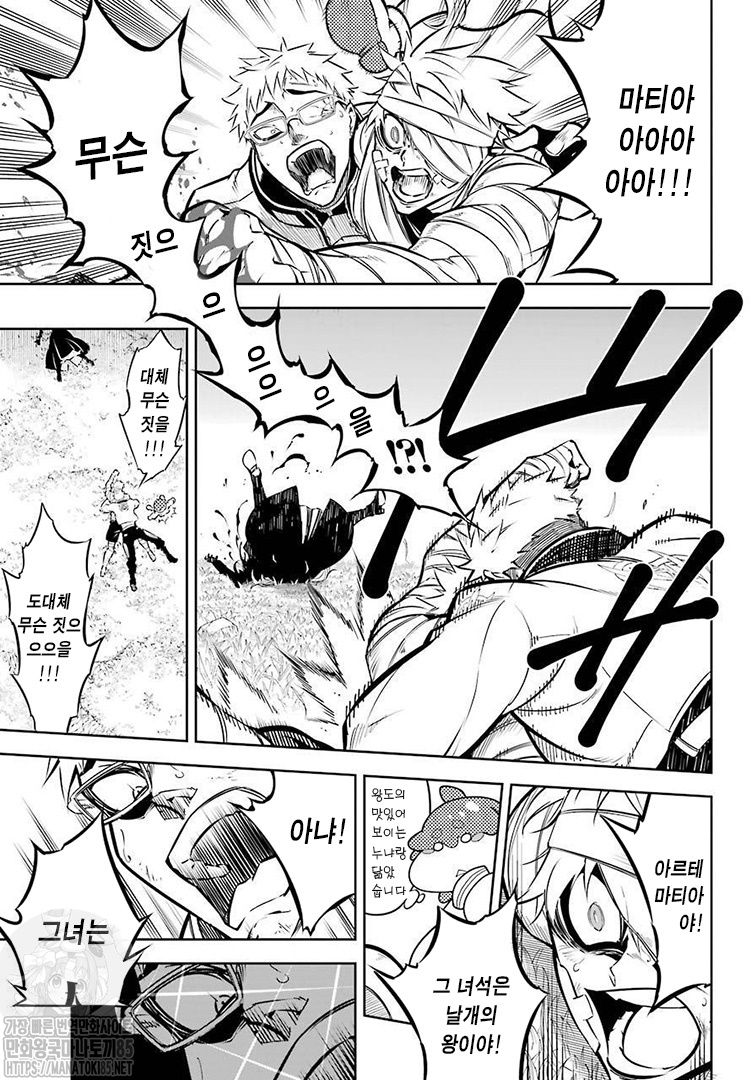 마티아
아아아
아아!!!
무슨
짓으
으
으으
으
을
!?!
내
가
대체
무슨
짓을
!!!
도대체
무슨 짓으
으으을
!!!
아르테
마티아
야!
그 녀석은
날개의
왕이야!
왕도의
맛있어
보이는
누냐랑
닮았
습니다
아냐!
그녀는
가장 빠른 번역만화사이트
만화왕국마나토끼85
HTTPS://MANATOKI85.NET